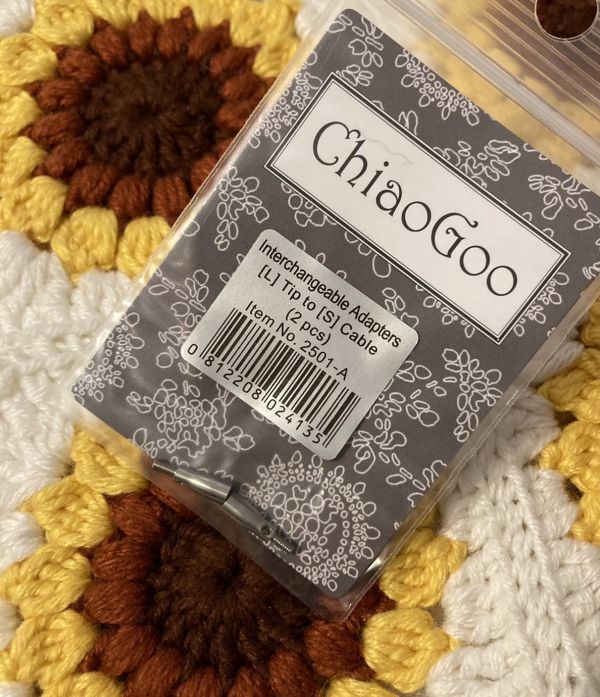 ChiaoGoo
Interchangeable Adapters
[L] Tip to [S] Cable
(2 pcs)
Item No. 2501-A
0 812208 024135